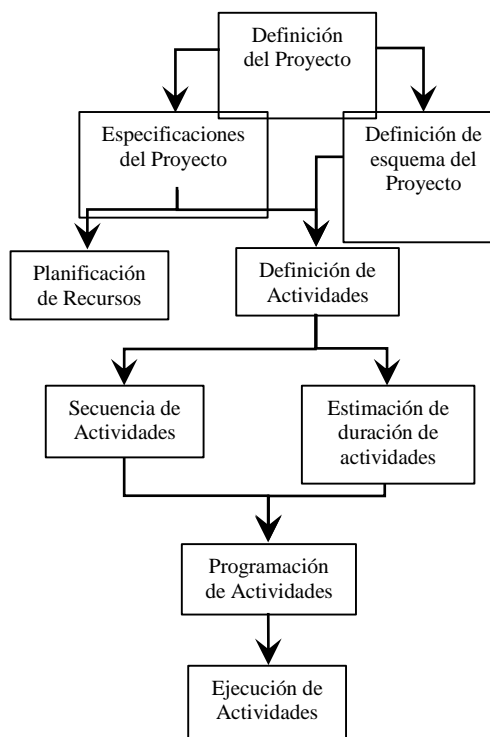 Definición
del Proyecto
Especificaciones
del Proyecto
Definición de
esquema del
Proyecto
Planificación
de Recursos
Definición de
Actividades
Secuencia de
Actividades
Estimación de
duración de
actividades
Programación
de Actividades
Ejecución de
Actividades